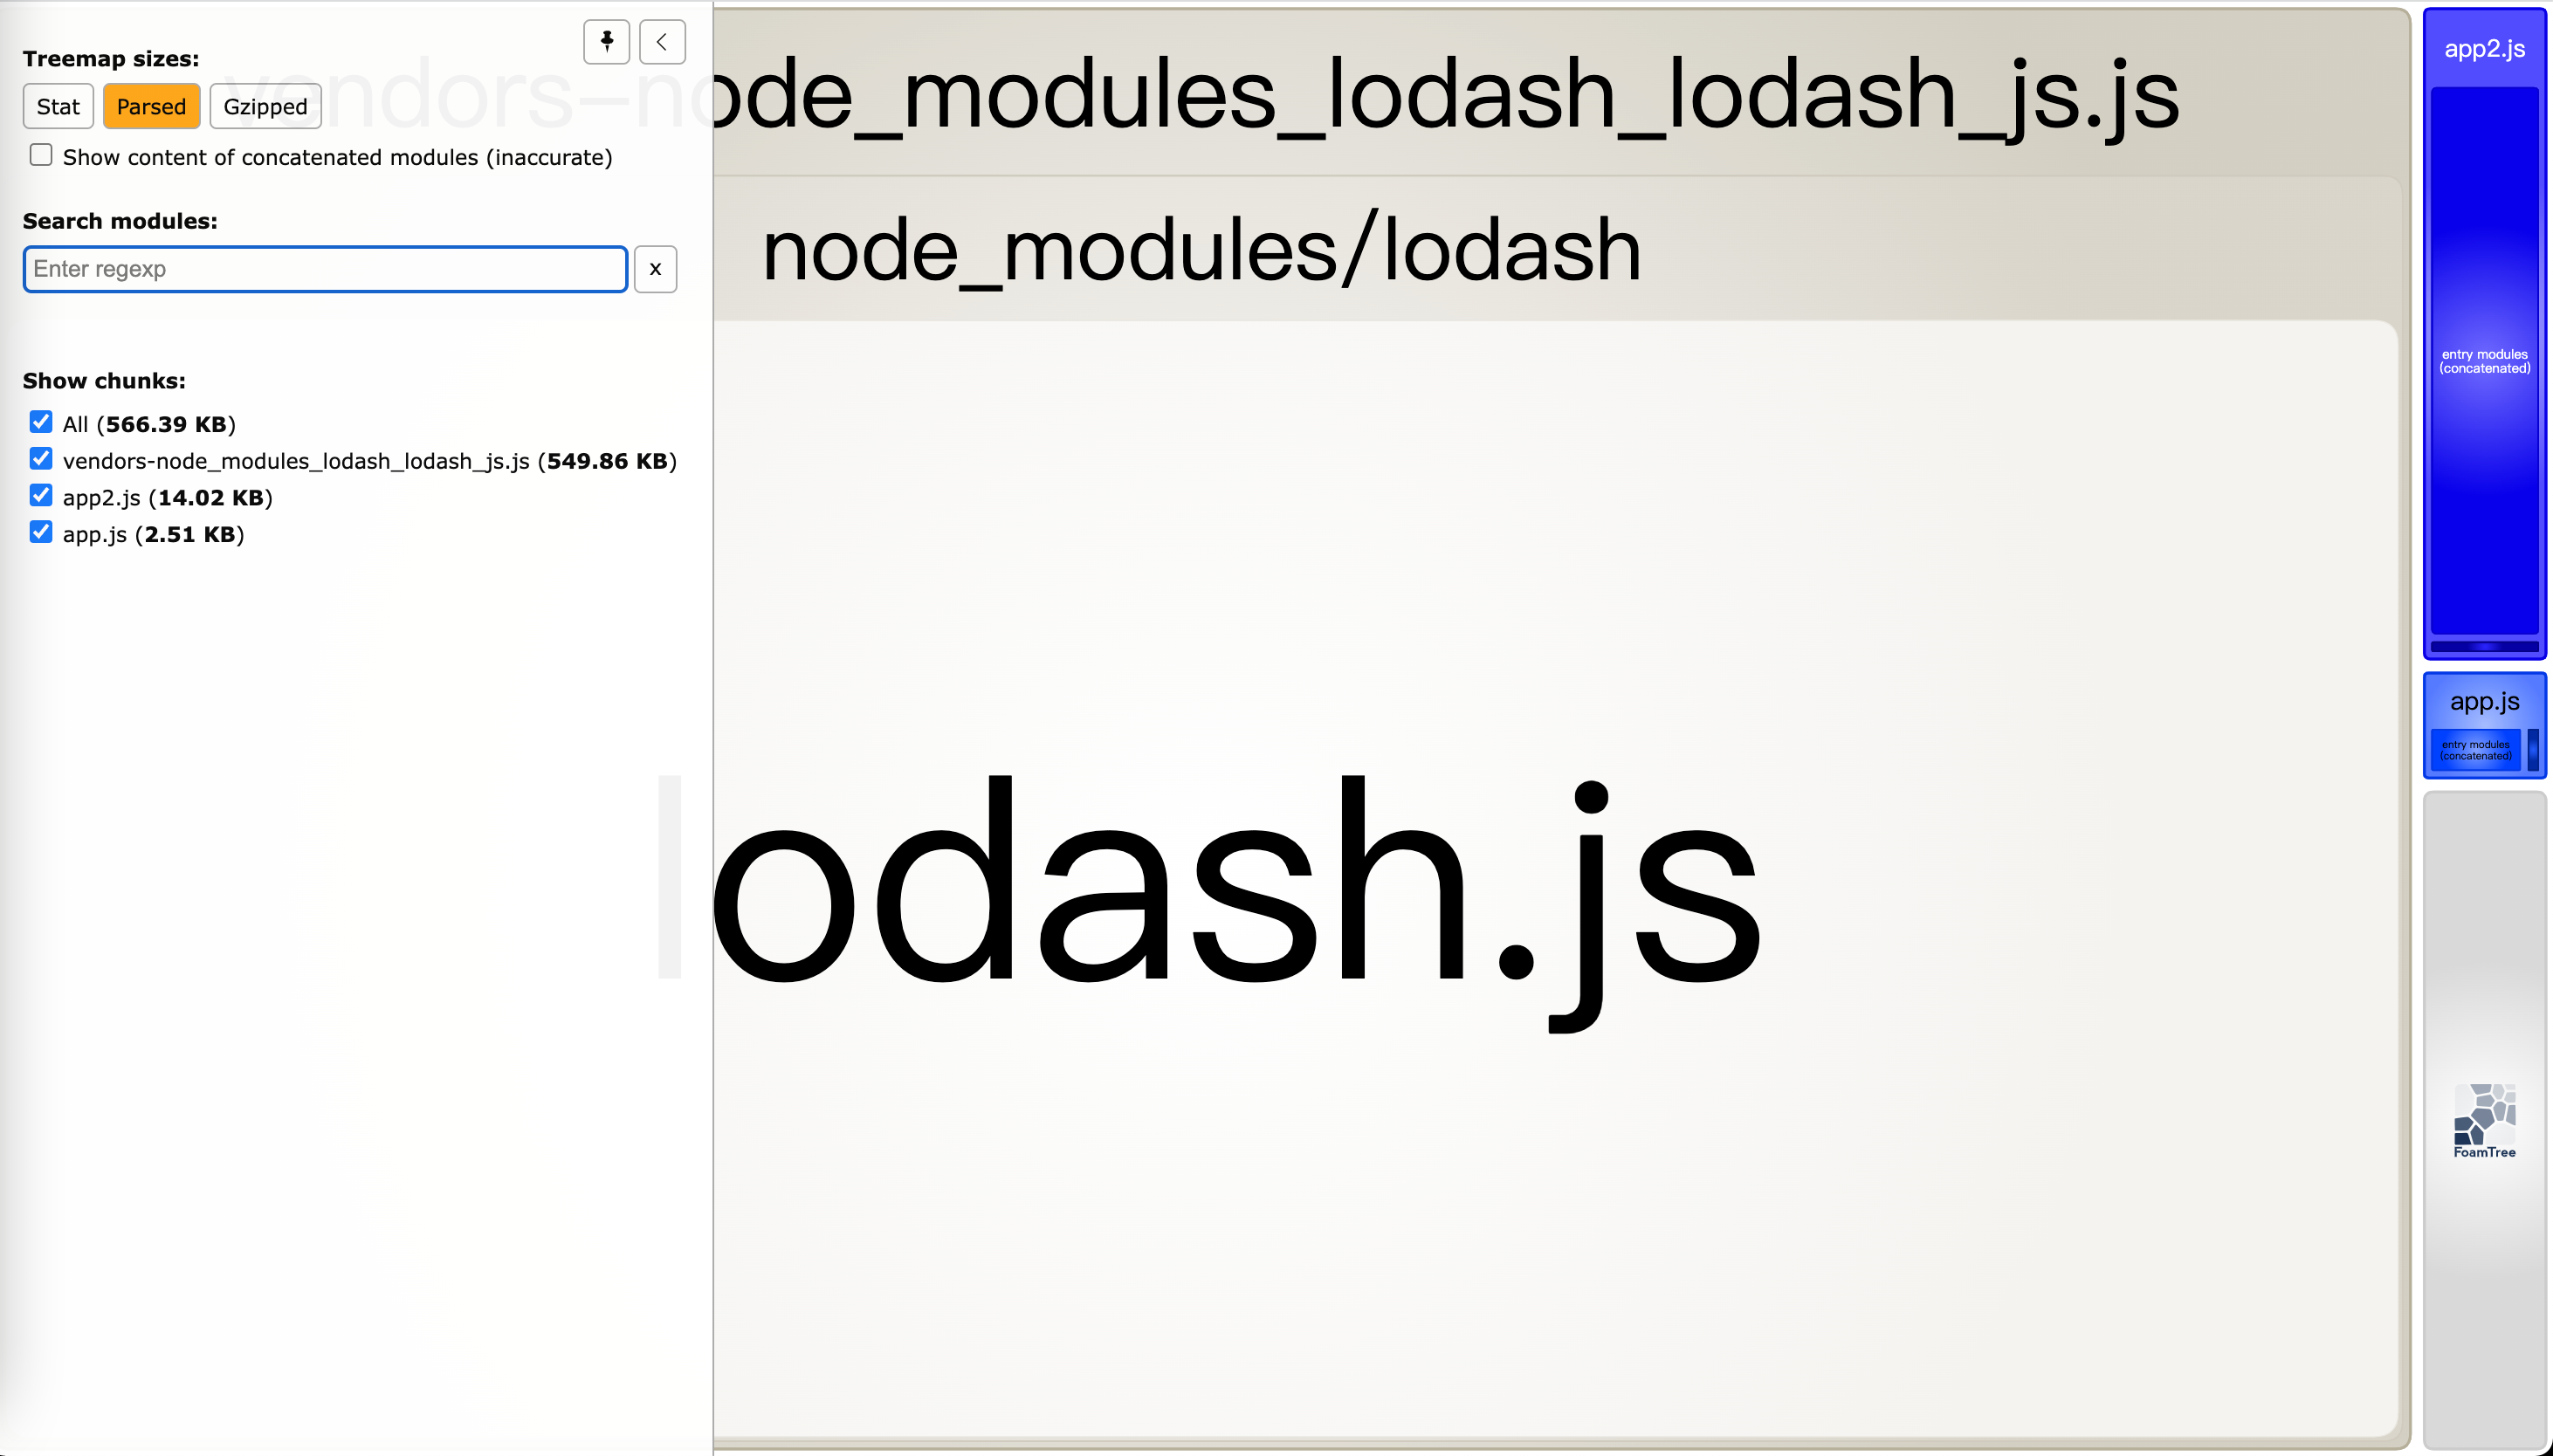 Treemap sizes:
Stat Parsed Gzipped
Show content of concatenated modules (inaccurate)
Search modules:
Enter regexp
x
Show chunks:
All (566.39 KB)
vendors-node_modules_lodash_lodash_js.js (549.86 KB)
app2.js (14.02 KB)
app.js (2.51 KB)
vendors-node_modules_lodash_lodash_js.js
node_modules/lodash
lodash.js
app2.js
entry modules
(concatenated)
app.js
entry modules
(concatenated)
FoamTree